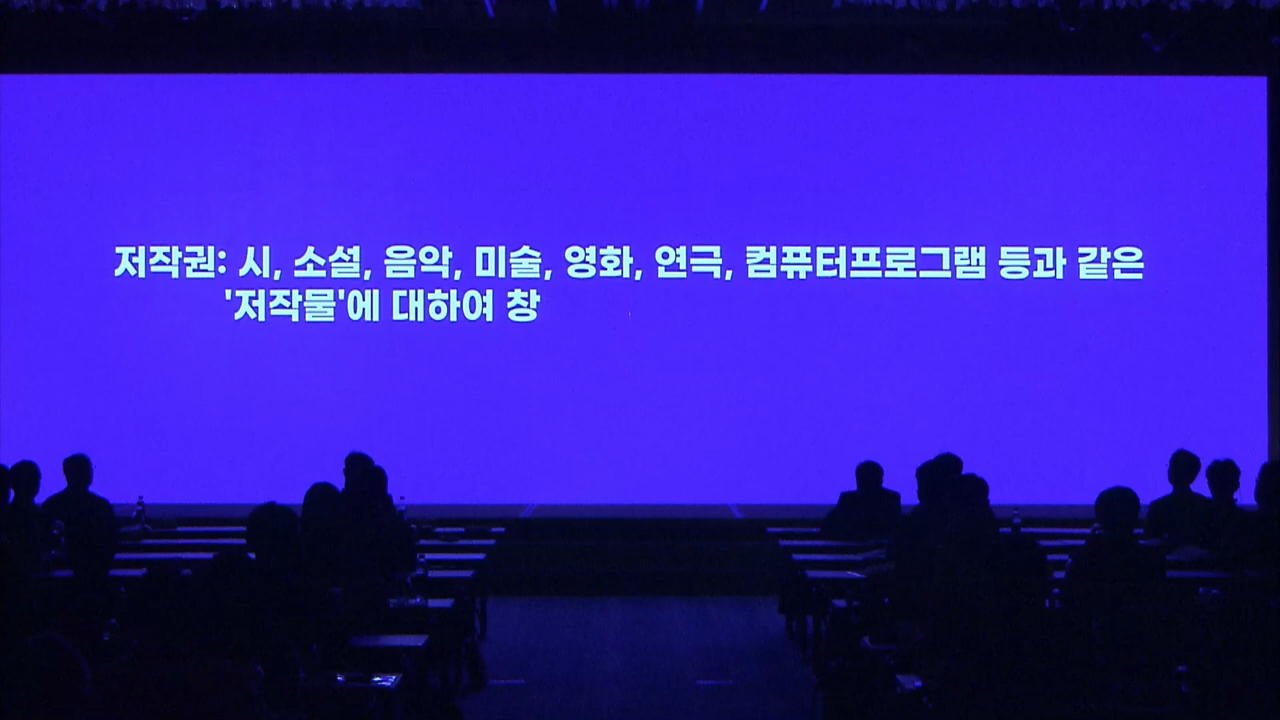 저작권: 시, 소설, 음악, 미술, 영화, 연극, 컴퓨터프로그램 등과 같은
'저작물'에 대하여 창